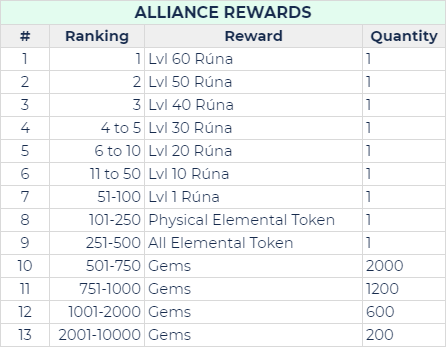 ALLIANCE REWARDS
# Ranking Reward Quantity
1 1 Lvl 60 Rúna 1
2 2 Lvl 50 Rúna 1
3 3 Lvl 40 Rúna 1
4 4 to 5 Lvl 30 Rúna 1
5 6 to 10 Lvl 20 Rúna 1
6 11 to 50 Lvl 10 Rúna 1
7 51-100 Lvl 1 Rúna 1
8 101-250 Physical Elemental Token 1
9 251-500 All Elemental Token 1
10 501-750 Gems 2000
11 751-1000 Gems 1200
12 1001-2000 Gems 600
13 2001-10000 Gems 200